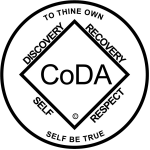 TO THINE OWN
DISCOVERY
RECOVERY
CoDA
SELF
RESPECT
©
SELF BE TRUE